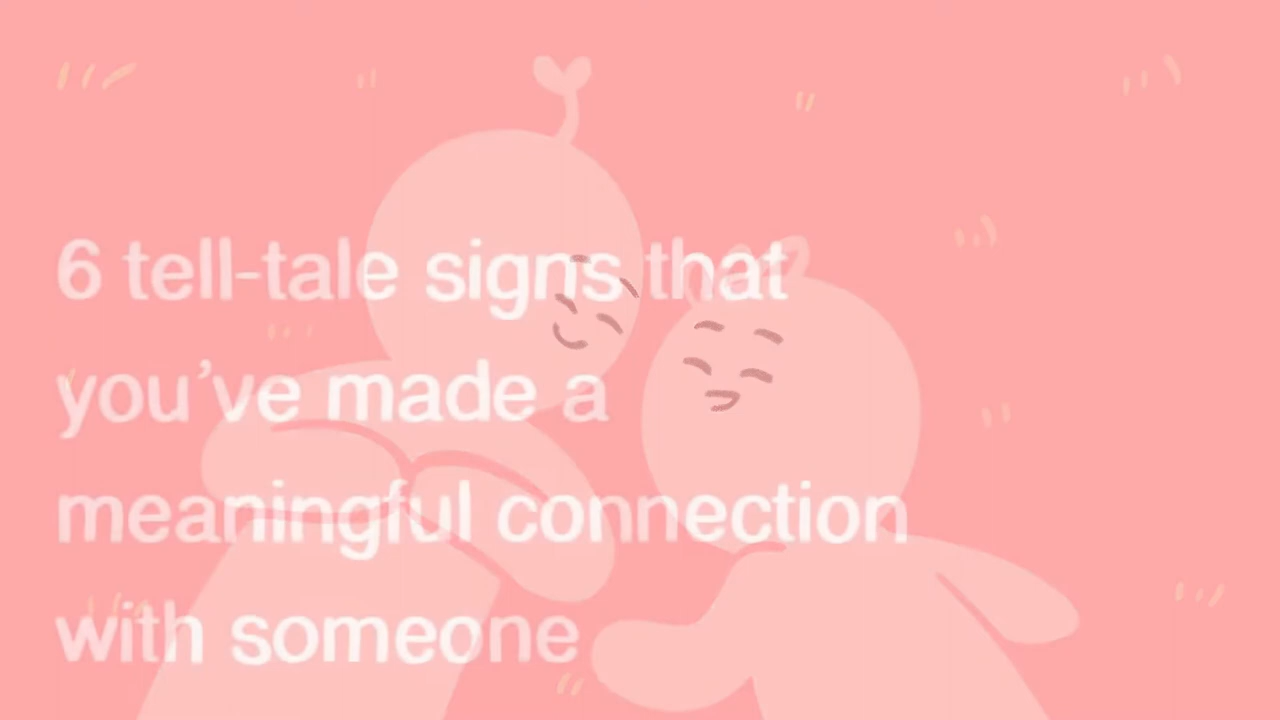 6 tell-tale signs that
you’ve made a
meaningful connection
with someone